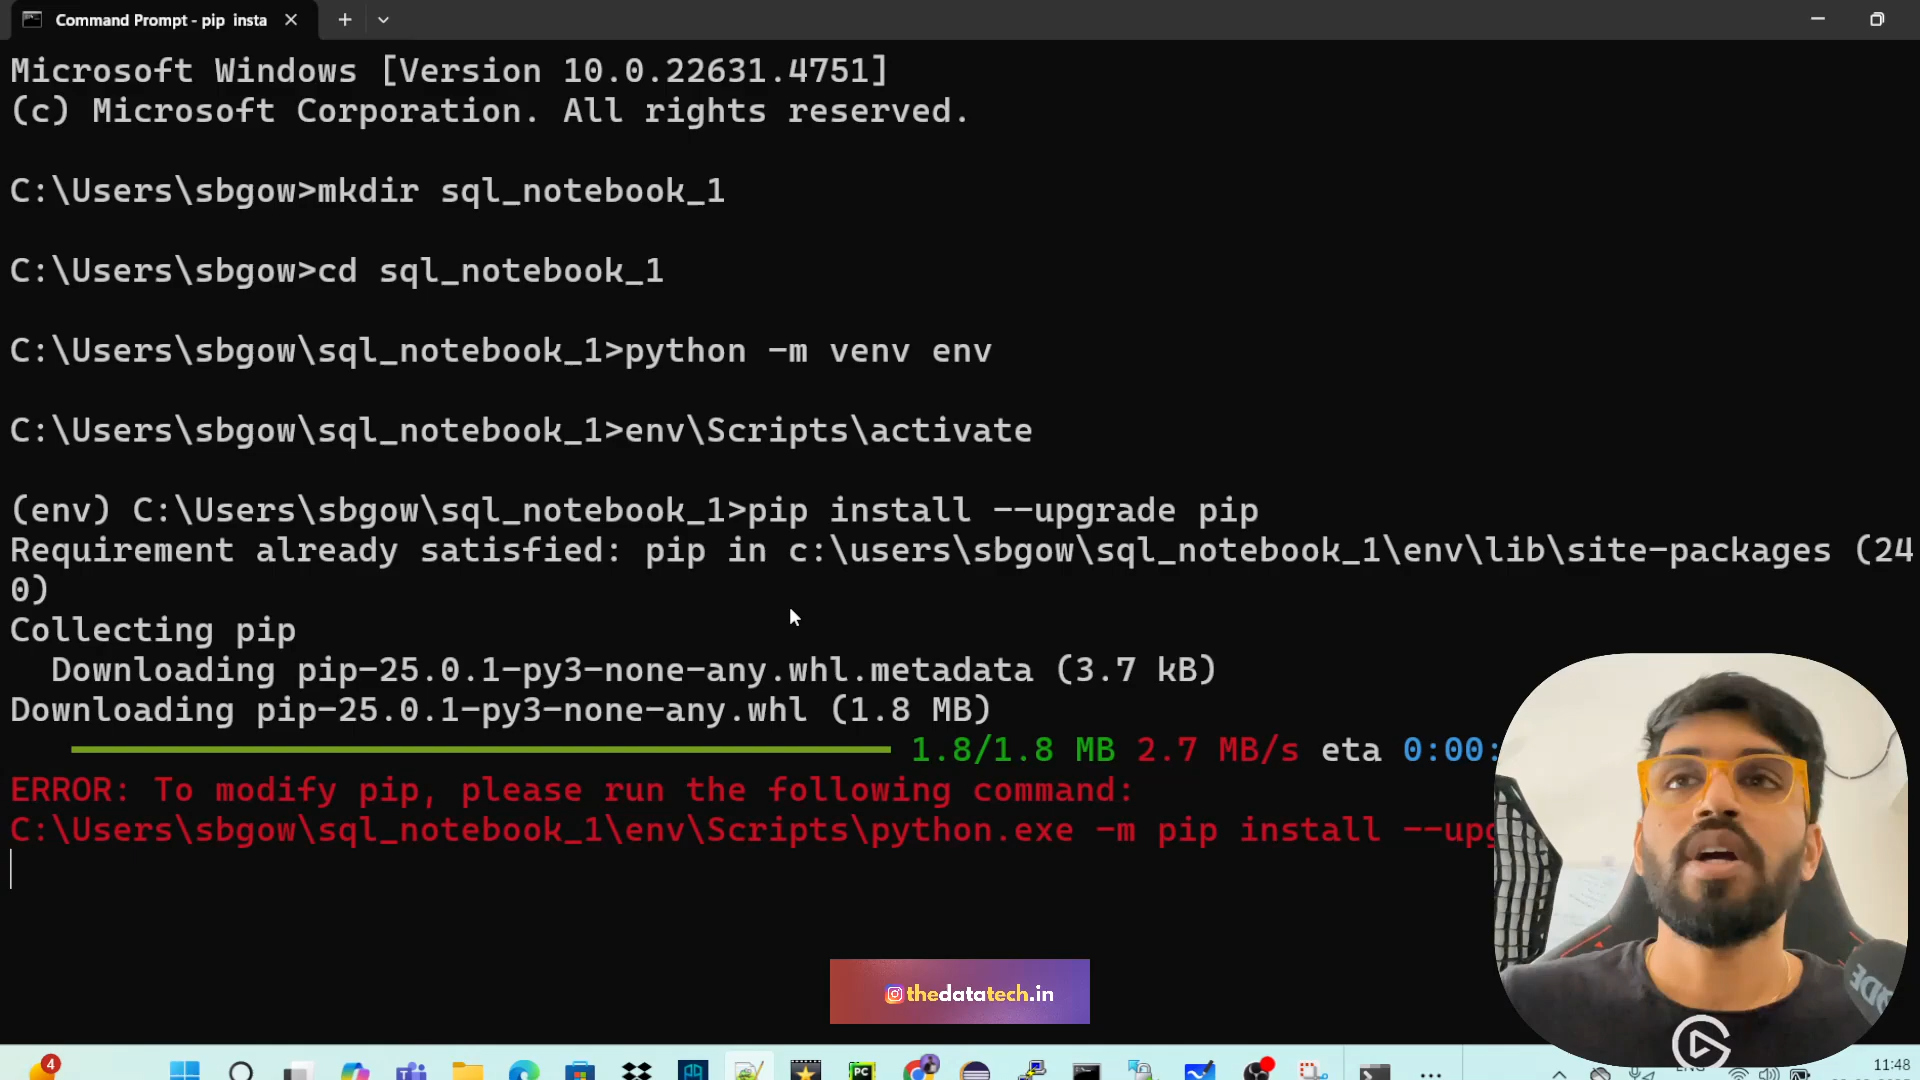 Command Prompt - pip insta
Microsoft Windows [Version 10.0.22631.4751]
(c) Microsoft Corporation. All rights reserved.
C:\Users\sbgow>mkdir sql_notebook_1
C:\Users\sbgow>cd sql_notebook_1
C:\Users\sbgow\sql_notebook_1>python -m venv env
C:\Users\sbgow\sql_notebook_1>env\Scripts\activate
(env) C:\Users\sbgow\sql_notebook_1>pip install --upgrade pip
Requirement already satisfied: pip in c:\users\sbgow\sql_notebook_1\env\lib\site-packages (24
0)
Collecting pip
Downloading pip-25.0.1-py3-none-any.whl.metadata (3.7 kB)
Downloading pip-25.0.1-py3-none-any.whl (1.8 MB)
1.8/1.8 MB 2.7 MB/s eta 0:00:
ERROR: To modify pip, please run the following command:
C:\Users\sbgow\sql_notebook_1\env\Scripts\python.exe -m pip install --upg
thedatatech.in
4
PC
11:48